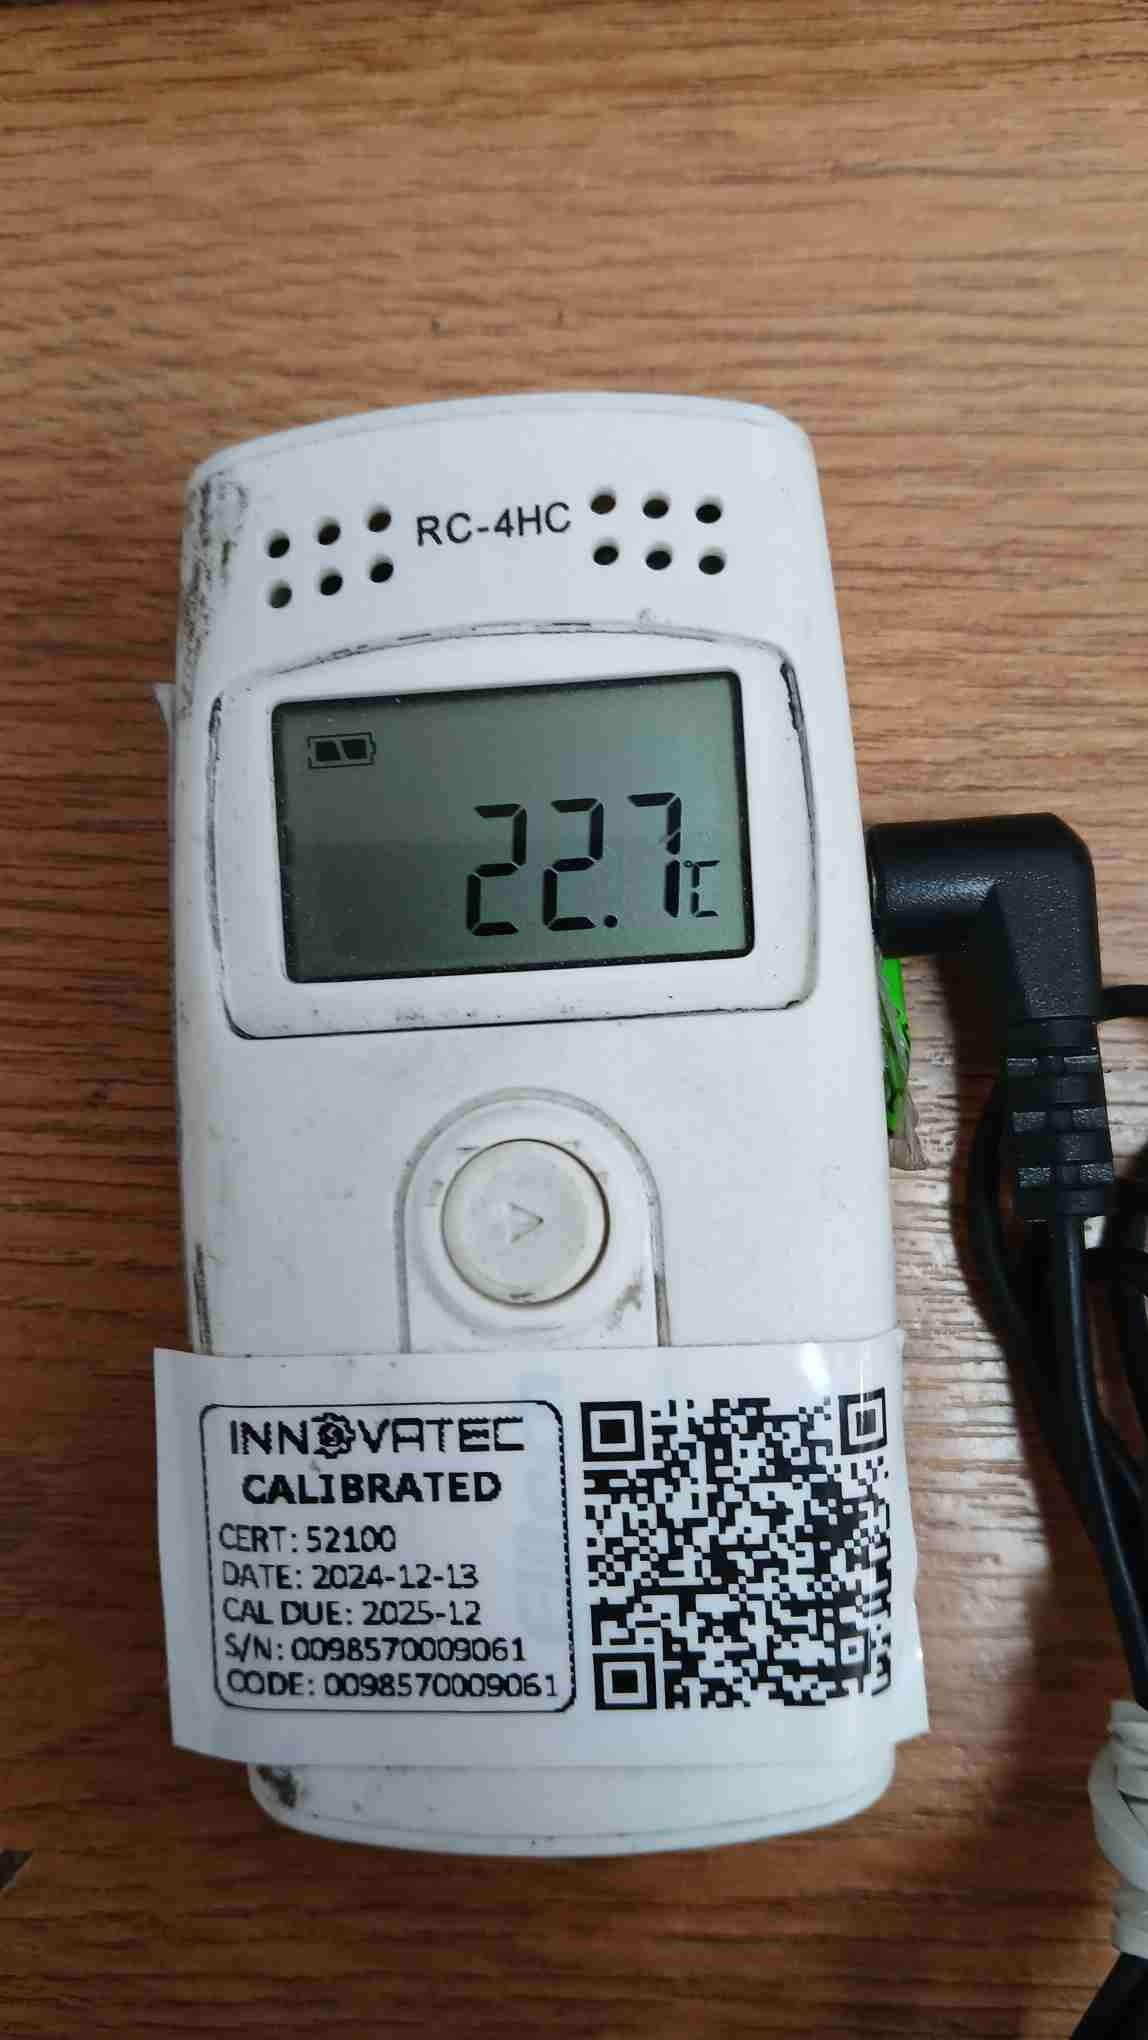 RC-4HC
22.7℃
INNOVATEC
CALIBRATED
CERT: 52100
DATE: 2024-12-13
CAL DUE: 2025-12
S/N: 0098570009061
CODE: 0098570009061